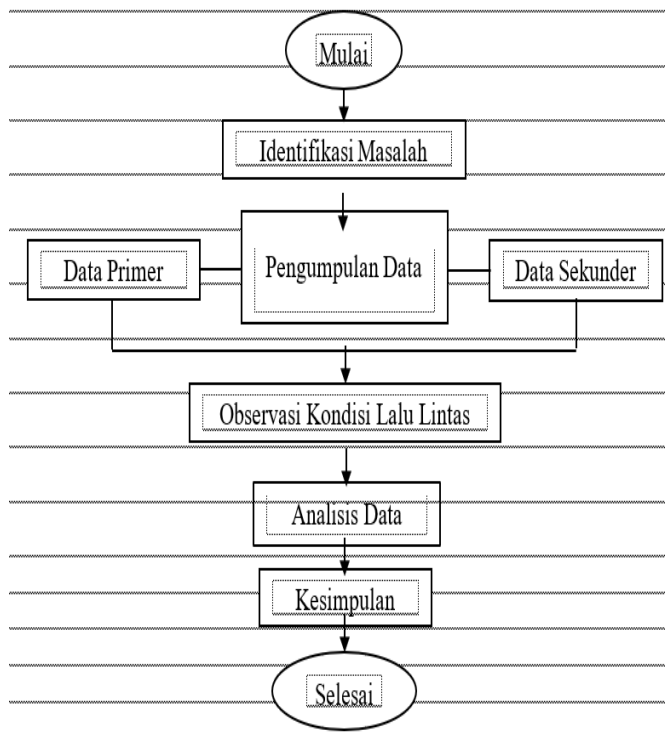 Mulai
Identifikasi Masalah
Data Primer
Pengumpulan Data
Data Sekunder
Observasi Kondisi Lalu Lintas
Analisis Data
Kesimpulan
Selesai